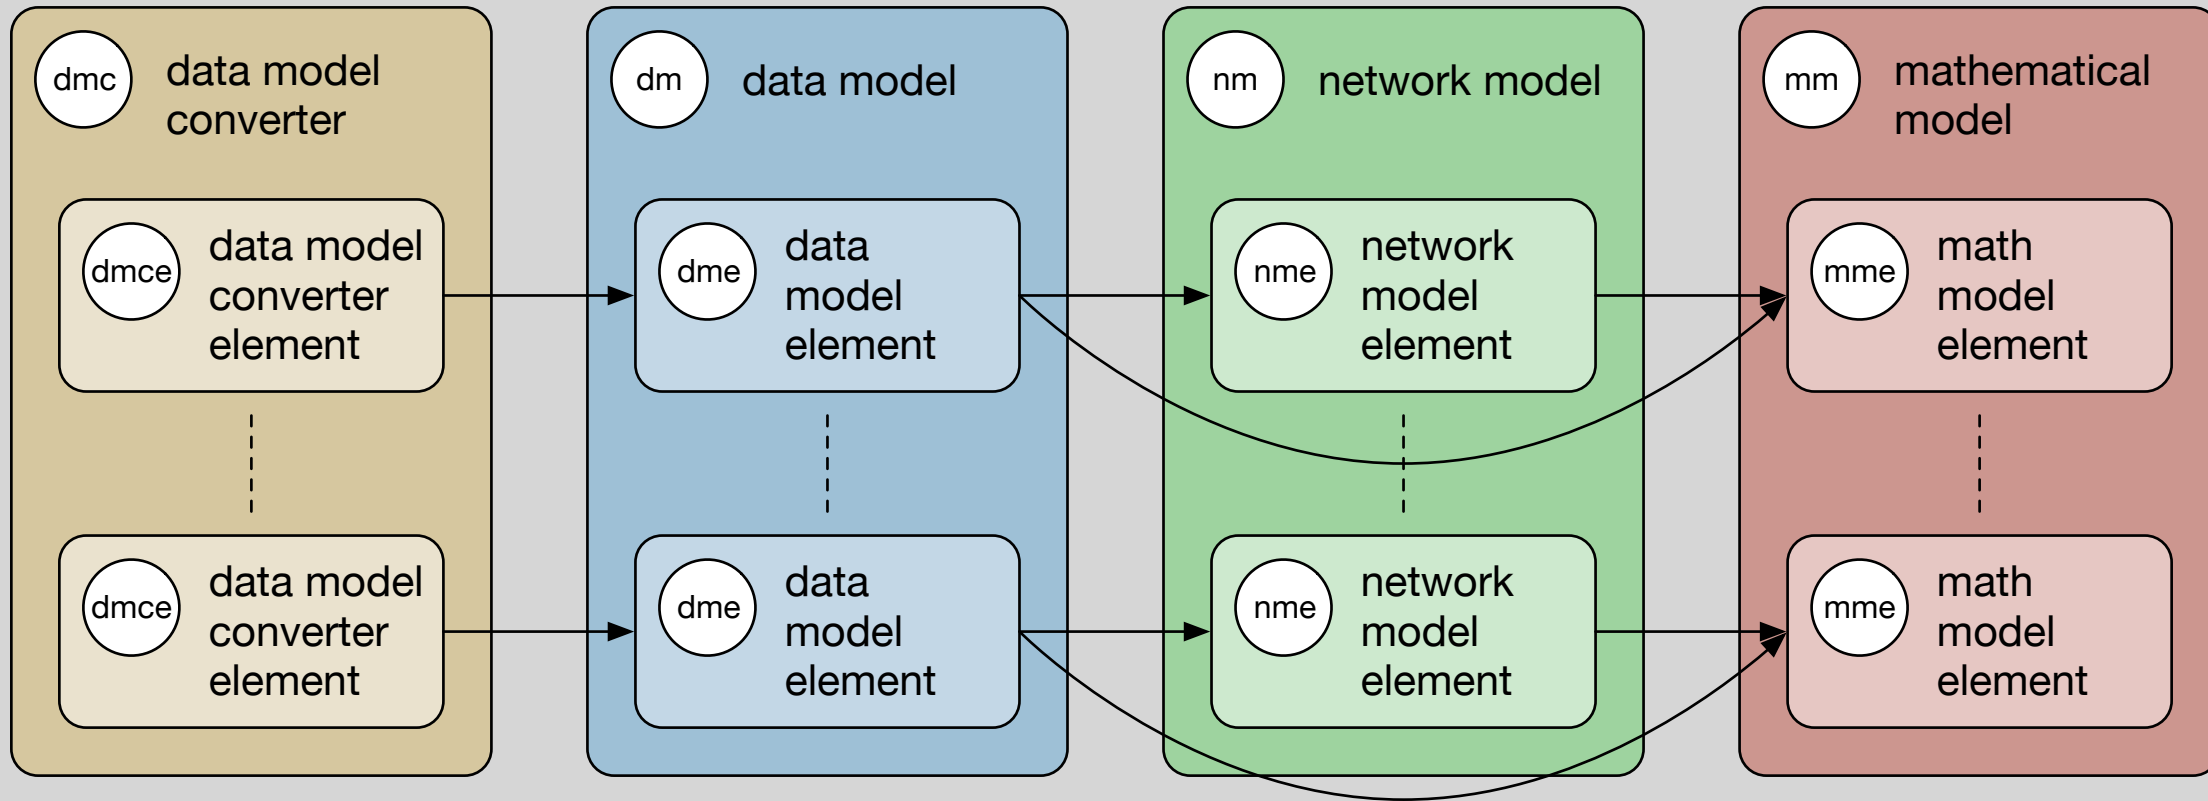 dmc
data model
converter
dm
data model
nm
network model
mm
mathematical
model
dmce
data model
converter
element
dme
data
model
element
nme
network
model
element
mme
math
model
element
dmce
data model
converter
element
dme
data
model
element
nme
network
model
element
mme
math
model
element